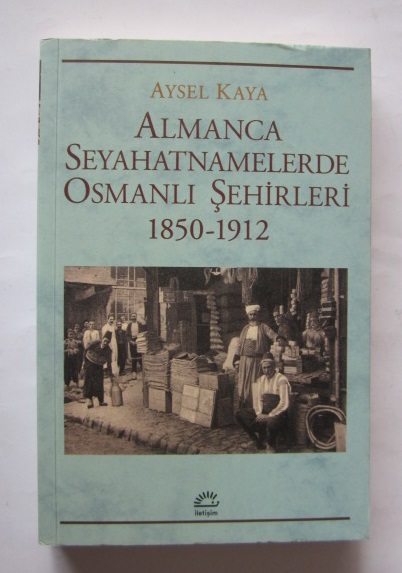 AYSEL KAYA
ALMANCA
SEYAHATNAMELERDE
OSMANLI ŞEHİRLERİ
1850-1912
iletişim